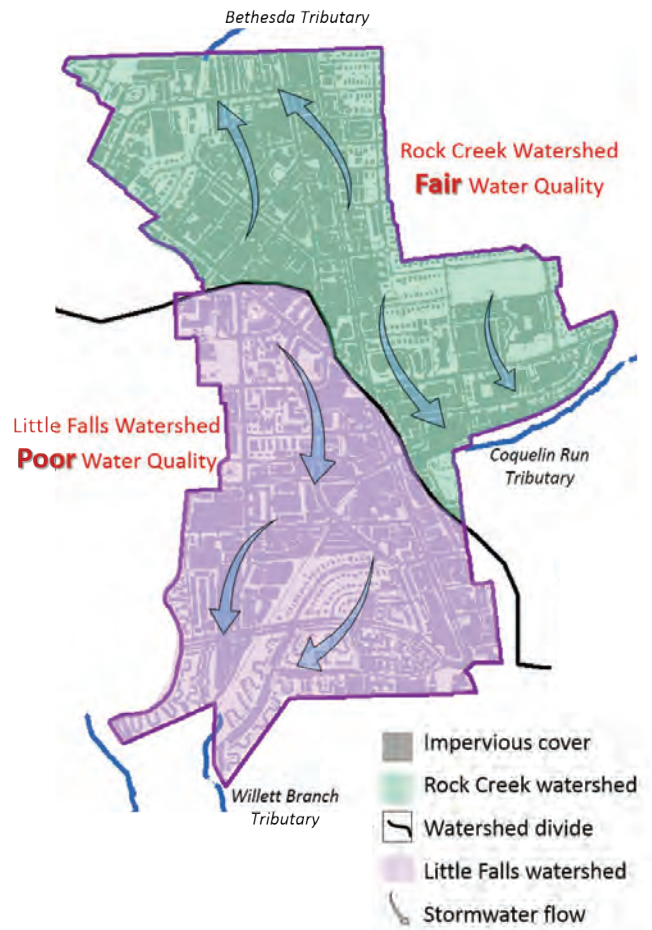 Bethesda Tributary
Rock Creek Watershed
Fair Water Quality
Little Falls Watershed
Poor Water Quality
Coquelin Run
Tributary
Willett Branch
Tributary
Impervious cover
Rock Creek watershed
Watershed divide
Little Falls watershed
Stormwater flow